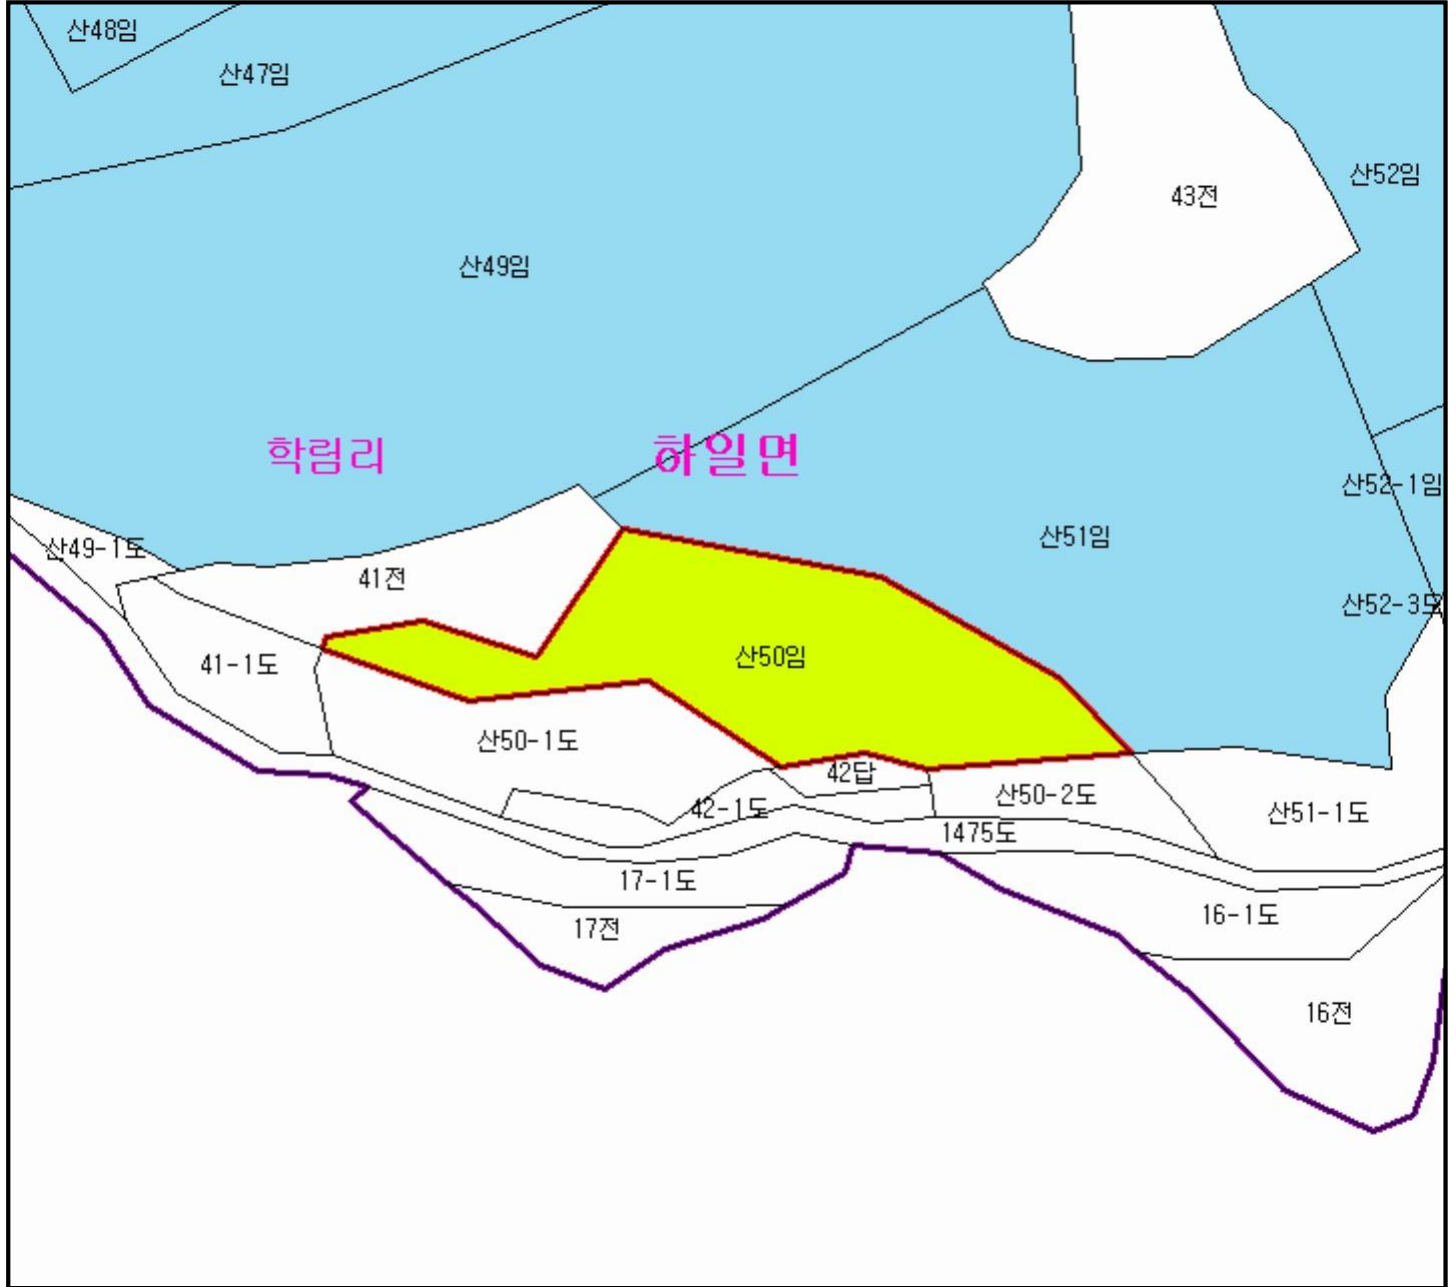 산48임
산47임
산52임
43전
산49임
학림리
하일면
산52-1임
산51임
산49-1도
41전
산52-3도
41-1도
산50임
산50-1도
42답
산50-2도
42-1도
산51-1도
1475도
17-1도
16-1도
17전
16전